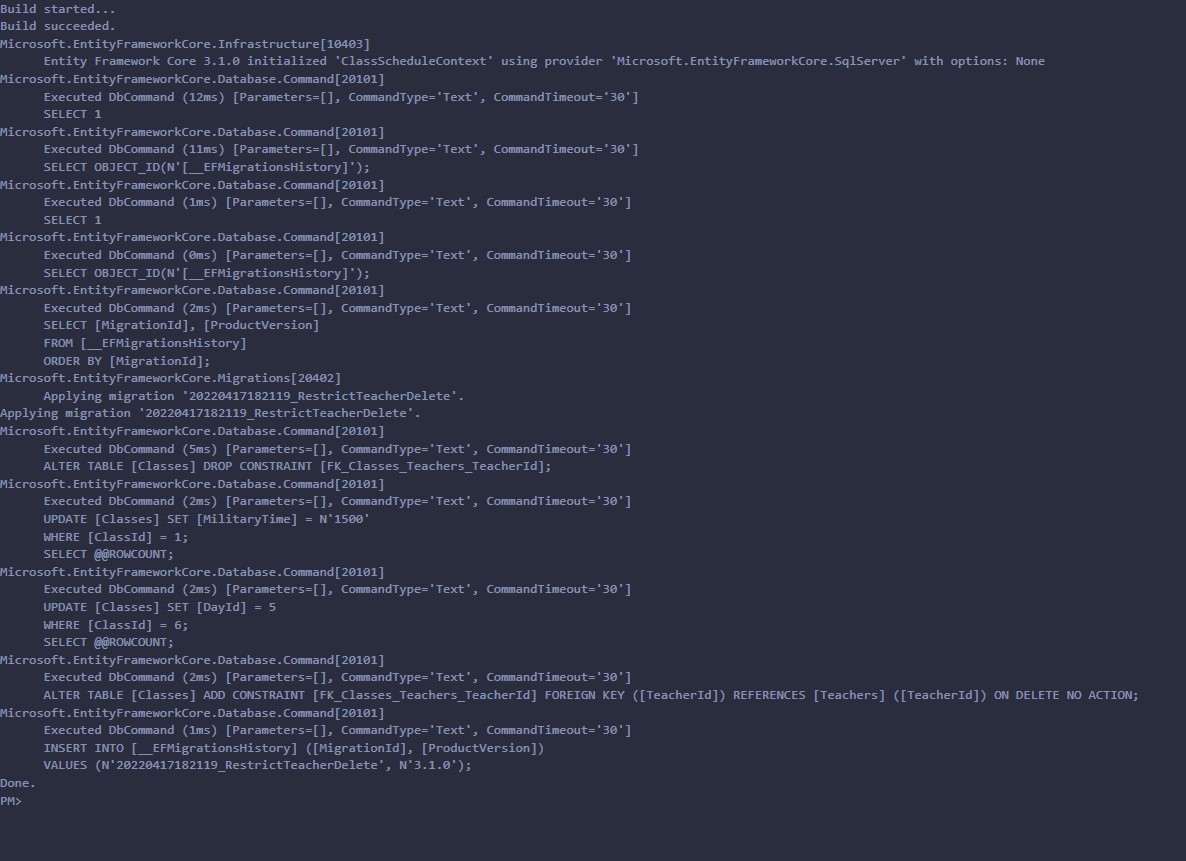 Build started...
Build succeeded.
Microsoft.EntityFrameworkCore.Infrastructure[10403]
      Entity Framework Core 3.1.0 initialized 'ClassScheduleContext' using provider 'Microsoft.EntityFrameworkCore.SqlServer' with options: None
Microsoft.EntityFrameworkCore.Database.Command[20101]
      Executed DbCommand (12ms) [Parameters=[], CommandType='Text', CommandTimeout='30']
      SELECT 1
Microsoft.EntityFrameworkCore.Database.Command[20101]
      Executed DbCommand (11ms) [Parameters=[], CommandType='Text', CommandTimeout='30']
      SELECT OBJECT_ID(N'[__EFMigrationsHistory]');
Microsoft.EntityFrameworkCore.Database.Command[20101]
      Executed DbCommand (1ms) [Parameters=[], CommandType='Text', CommandTimeout='30']
      SELECT 1
Microsoft.EntityFrameworkCore.Database.Command[20101]
      Executed DbCommand (0ms) [Parameters=[], CommandType='Text', CommandTimeout='30']
      SELECT OBJECT_ID(N'[__EFMigrationsHistory]');
Microsoft.EntityFrameworkCore.Database.Command[20101]
      Executed DbCommand (2ms) [Parameters=[], CommandType='Text', CommandTimeout='30']
      SELECT [MigrationId], [ProductVersion]
      FROM [__EFMigrationsHistory]
      ORDER BY [MigrationId];
Microsoft.EntityFrameworkCore.Migrations[20402]
      Applying migration '20220417182119_RestrictTeacherDelete'.
Applying migration '20220417182119_RestrictTeacherDelete'.
Microsoft.EntityFrameworkCore.Database.Command[20101]
      Executed DbCommand (5ms) [Parameters=[], CommandType='Text', CommandTimeout='30']
      ALTER TABLE [Classes] DROP CONSTRAINT [FK_Classes_Teachers_TeacherId];
Microsoft.EntityFrameworkCore.Database.Command[20101]
      Executed DbCommand (2ms) [Parameters=[], CommandType='Text', CommandTimeout='30']
      UPDATE [Classes] SET [MilitaryTime] = N'1500'
      WHERE [ClassId] = 1;
      SELECT @@ROWCOUNT;
Microsoft.EntityFrameworkCore.Database.Command[20101]
      Executed DbCommand (2ms) [Parameters=[], CommandType='Text', CommandTimeout='30']
      UPDATE [Classes] SET [DayId] = 5
      WHERE [ClassId] = 6;
      SELECT @@ROWCOUNT;
Microsoft.EntityFrameworkCore.Database.Command[20101]
      Executed DbCommand (2ms) [Parameters=[], CommandType='Text', CommandTimeout='30']
      ALTER TABLE [Classes] ADD CONSTRAINT [FK_Classes_Teachers_TeacherId] FOREIGN KEY ([TeacherId]) REFERENCES [Teachers] ([TeacherId]) ON DELETE NO ACTION;
Microsoft.EntityFrameworkCore.Database.Command[20101]
      Executed DbCommand (1ms) [Parameters=[], CommandType='Text', CommandTimeout='30']
      INSERT INTO [__EFMigrationsHistory] ([MigrationId], [ProductVersion])
      VALUES (N'20220417182119_RestrictTeacherDelete', N'3.1.0');
Done.
PM>